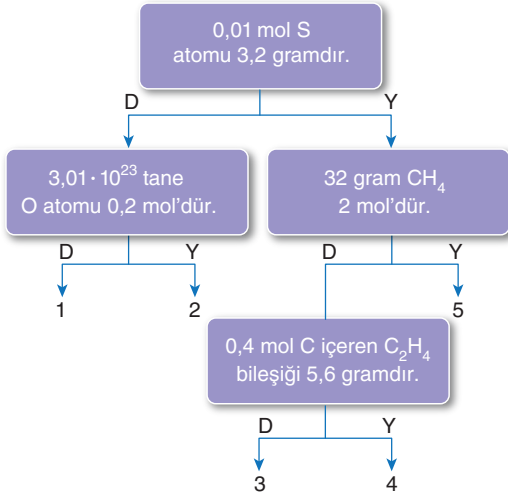 0,01 mol S
atomu 3,2 gramdır.
D
Y
3,01·10²³ tane
O atomu 0,2 mol'dür.
32 gram CH₄
2 mol'dür.
D
Y
D
Y
1
2
5
0,4 mol C içeren C₂H₄
bileşiği 5,6 gramdır.
D
Y
3
4